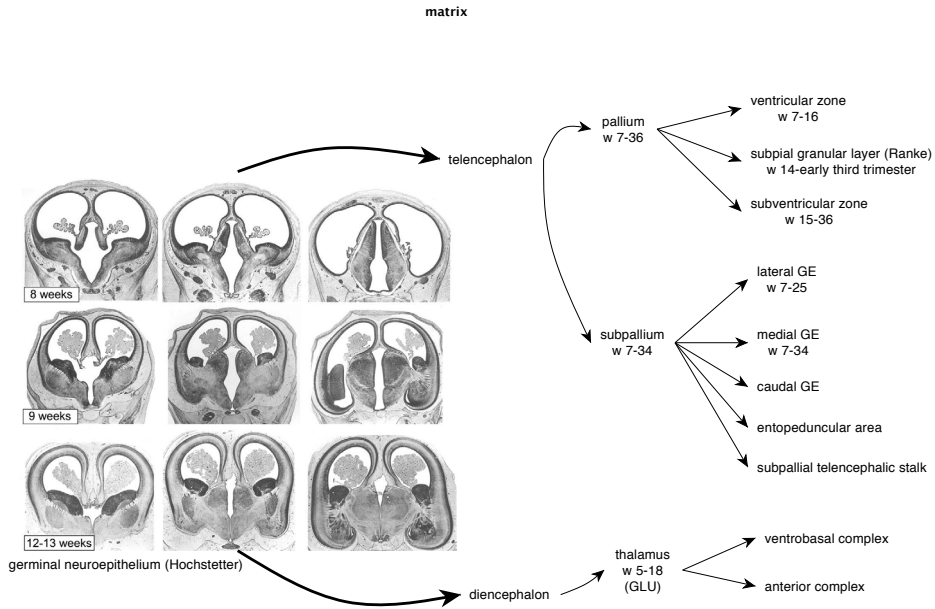 matrix
ventricular zone
w 7-16
pallium
w 7-36
subpial granular layer (Ranke)
w 14-early third trimester
telencephalon
subventricular zone
w 15-36
lateral GE
w 7-25
8 weeks
subpallium
w 7-34
medial GE
w 7-34
caudal GE
9 weeks
entopeduncular area
subpallial telencephalic stalk
12-13 weeks
germinal neuroepithelium (Hochstetter)
ventrobasal complex
thalamus
w 5-18
(GLU)
anterior complex
diencephalon